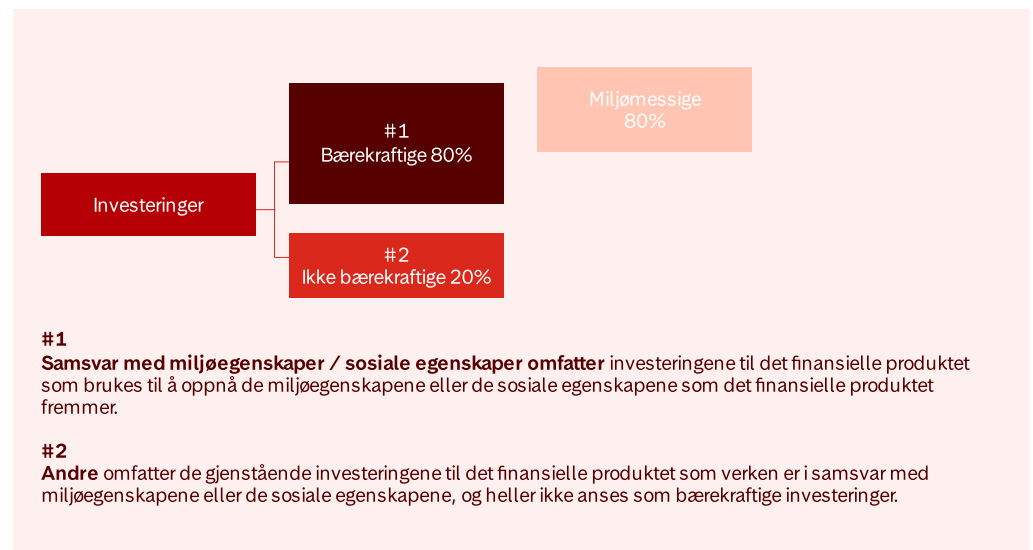 Miljømessige
80%
#1
Bærekraftige 80%
Investeringer
#2
Ikke bærekraftige 20%
#1
Samsvar med miljøegenskaper / sosiale egenskaper omfatter investeringene til det finansielle produktet
som brukes til å oppnå de miljøegenskapene eller de sosiale egenskapene som det finansielle produktet
fremmer.
#2
Andre omfatter de gjenstående investeringene til det finansielle produktet som verken er i samsvar med
miljøegenskapene eller de sosiale egenskapene, og heller ikke anses som bærekraftige investeringer.